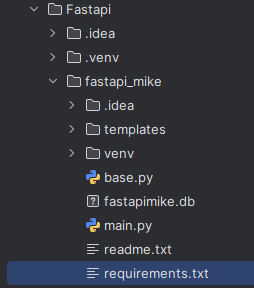 Fastapi
.idea
.venv
fastapi_mike
.idea
templates
venv
base.py
fastapimike.db
main.py
readme.txt
requirements.txt